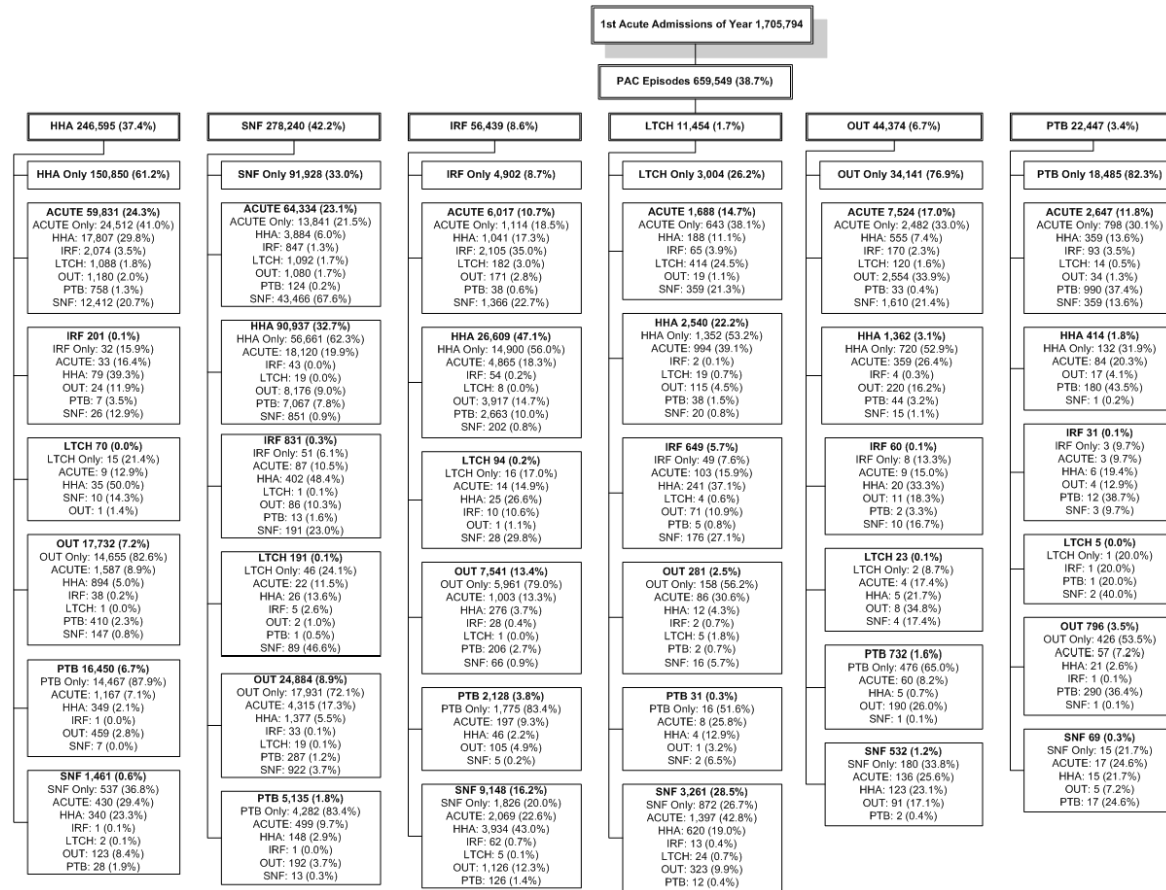 1st Acute Admissions of Year 1,705,794
PAC Episodes 659,549 (38.7%)
HHA 246,595 (37.4%)
HHA Only 150,850 (61.2%)
ACUTE 59,831 (24.3%)
ACUTE Only: 24,512 (41.0%)
HHA: 17,807 (29.8%)
IRF: 2,074 (3.5%)
LTCH: 1,088 (1.8%)
OUT: 1,180 (2.0%)
PTB: 758 (1.3%)
SNF: 12,412 (20.7%)
IRF 201 (0.1%)
IRF Only: 32 (15.9%)
ACUTE: 33 (16.4%)
HHA: 79 (39.3%)
OUT: 24 (11.9%)
PTB: 7 (3.5%)
SNF: 26 (12.9%)
LTCH 70 (0.0%)
LTCH Only: 15 (21.4%)
ACUTE: 9 (12.9%)
HHA: 35 (50.0%)
SNF: 10 (14.3%)
OUT: 1 (1.4%)
OUT 17,732 (7.2%)
OUT Only: 14,655 (82.6%)
ACUTE: 1,587 (8.9%)
HHA: 894 (5.0%)
IRF: 38 (0.2%)
LTCH: 1 (0.0%)
PTB: 410 (2.3%)
SNF: 147 (0.8%)
PTB 16,450 (6.7%)
PTB Only: 14,467 (87.9%)
ACUTE: 1,167 (7.1%)
HHA: 349 (2.1%)
IRF: 1 (0.0%)
OUT: 459 (2.8%)
SNF: 7 (0.0%)
SNF 1,461 (0.6%)
SNF Only: 537 (36.8%)
ACUTE: 430 (29.4%)
HHA: 340 (23.3%)
IRF: 1 (0.1%)
LTCH: 2 (0.1%)
OUT: 123 (8.4%)
PTB: 28 (1.9%)
SNF 278,240 (42.2%)
SNF Only 91,928 (33.0%)
ACUTE 64,334 (23.1%)
ACUTE Only: 13,841 (21.5%)
HHA: 3,884 (6.0%)
IRF: 847 (1.3%)
LTCH: 1,092 (1.7%)
OUT: 1,080 (1.7%)
PTB: 124 (0.2%)
SNF: 43,466 (67.6%)
HHA 90,937 (32.7%)
HHA Only: 56,661 (62.3%)
ACUTE: 18,120 (19.9%)
IRF: 43 (0.0%)
LTCH: 19 (0.0%)
OUT: 8,176 (9.0%)
PTB: 7,067 (7.8%)
SNF: 851 (0.9%)
IRF 831 (0.3%)
IRF Only: 51 (6.1%)
ACUTE: 87 (10.5%)
HHA: 402 (48.4%)
LTCH: 1 (0.1%)
OUT: 86 (10.3%)
PTB: 13 (1.6%)
SNF: 191 (23.0%)
LTCH 191 (0.1%)
LTCH Only: 46 (24.1%)
ACUTE: 22 (11.5%)
HHA: 26 (13.6%)
IRF: 5 (2.6%)
OUT: 2 (1.0%)
PTB: 1 (0.5%)
SNF: 89 (46.6%)
OUT 24,884 (8.9%)
OUT Only: 17,931 (72.1%)
ACUTE: 4,315 (17.3%)
HHA: 1,377 (5.5%)
IRF: 33 (0.1%)
LTCH: 19 (0.1%)
PTB: 287 (1.2%)
SNF: 922 (3.7%)
PTB 5,135 (1.8%)
PTB Only: 4,282 (83.4%)
ACUTE: 499 (9.7%)
HHA: 148 (2.9%)
IRF: 1 (0.0%)
OUT: 192 (3.7%)
SNF: 13 (0.3%)
IRF 56,439 (8.6%)
IRF Only 4,902 (8.7%)
ACUTE 6,017 (10.7%)
ACUTE Only: 1,114 (18.5%)
HHA: 1,041 (17.3%)
IRF: 2,105 (35.0%)
LTCH: 182 (3.0%)
OUT: 171 (2.8%)
PTB: 38 (0.6%)
SNF: 1,366 (22.7%)
HHA 26,609 (47.1%)
HHA Only: 14,900 (56.0%)
ACUTE: 4,865 (18.3%)
IRF: 54 (0.2%)
LTCH: 8 (0.0%)
OUT: 3,917 (14.7%)
PTB: 2,663 (10.0%)
SNF: 202 (0.8%)
LTCH 94 (0.2%)
LTCH Only: 16 (17.0%)
ACUTE: 14 (14.9%)
HHA: 25 (26.6%)
IRF: 10 (10.6%)
OUT: 1 (1.1%)
SNF: 28 (29.8%)
OUT 7,541 (13.4%)
OUT Only: 5,961 (79.0%)
ACUTE: 1,003 (13.3%)
HHA: 276 (3.7%)
IRF: 28 (0.4%)
LTCH: 1 (0.0%)
PTB: 206 (2.7%)
SNF: 66 (0.9%)
PTB 2,128 (3.8%)
PTB Only: 1,775 (83.4%)
ACUTE: 197 (9.3%)
HHA: 46 (2.2%)
OUT: 105 (4.9%)
SNF: 5 (0.2%)
SNF 9,148 (16.2%)
SNF Only: 1,826 (20.0%)
ACUTE: 2,069 (22.6%)
HHA: 3,934 (43.0%)
IRF: 62 (0.7%)
LTCH: 5 (0.1%)
OUT: 1,126 (12.3%)
PTB: 126 (1.4%)
LTCH 11,454 (1.7%)
LTCH Only 3,004 (26.2%)
ACUTE 1,688 (14.7%)
ACUTE Only: 643 (38.1%)
HHA: 188 (11.1%)
IRF: 65 (3.9%)
LTCH: 414 (24.5%)
OUT: 19 (1.1%)
SNF: 359 (21.3%)
HHA 2,540 (22.2%)
HHA Only: 1,352 (53.2%)
ACUTE: 994 (39.1%)
IRF: 2 (0.1%)
LTCH: 19 (0.7%)
OUT: 115 (4.5%)
PTB: 38 (1.5%)
SNF: 20 (0.8%)
IRF 649 (5.7%)
IRF Only: 49 (7.6%)
ACUTE: 103 (15.9%)
HHA: 241 (37.1%)
LTCH: 4 (0.6%)
OUT: 71 (10.9%)
PTB: 5 (0.8%)
SNF: 176 (27.1%)
OUT 281 (2.5%)
OUT Only: 158 (56.2%)
ACUTE: 86 (30.6%)
HHA: 12 (4.3%)
IRF: 2 (0.7%)
LTCH: 5 (1.8%)
PTB: 2 (0.7%)
SNF: 16 (5.7%)
PTB 31 (0.3%)
PTB Only: 16 (51.6%)
ACUTE: 8 (25.8%)
HHA: 4 (12.9%)
OUT: 1 (3.2%)
SNF: 2 (6.5%)
SNF 3,261 (28.5%)
SNF Only: 872 (26.7%)
ACUTE: 1,397 (42.8%)
HHA: 620 (19.0%)
IRF: 13 (0.4%)
LTCH: 24 (0.7%)
OUT: 323 (9.9%)
PTB: 12 (0.4%)
OUT 44,374 (6.7%)
OUT Only 34,141 (76.9%)
ACUTE 7,524 (17.0%)
ACUTE Only: 2,482 (33.0%)
HHA: 555 (7.4%)
IRF: 170 (2.3%)
LTCH: 120 (1.6%)
OUT: 2,554 (33.9%)
PTB: 33 (0.4%)
SNF: 1,610 (21.4%)
HHA 1,362 (3.1%)
HHA Only: 720 (52.9%)
ACUTE: 359 (26.4%)
IRF: 4 (0.3%)
OUT: 220 (16.2%)
PTB: 44 (3.2%)
SNF: 15 (1.1%)
IRF 60 (0.1%)
IRF Only: 8 (13.3%)
ACUTE: 9 (15.0%)
HHA: 20 (33.3%)
OUT: 11 (18.3%)
PTB: 2 (3.3%)
SNF: 10 (16.7%)
LTCH 23 (0.1%)
LTCH Only: 2 (8.7%)
ACUTE: 4 (17.4%)
HHA: 5 (21.7%)
OUT: 8 (34.8%)
SNF: 4 (17.4%)
PTB 732 (1.6%)
PTB Only: 476 (65.0%)
ACUTE: 60 (8.2%)
HHA: 5 (0.7%)
OUT: 190 (26.0%)
SNF: 1 (0.1%)
SNF 532 (1.2%)
SNF Only: 180 (33.8%)
ACUTE: 136 (25.6%)
HHA: 123 (23.1%)
OUT: 91 (17.1%)
PTB: 2 (0.4%)
PTB 22,447 (3.4%)
PTB Only 18,485 (82.3%)
ACUTE 2,647 (11.8%)
ACUTE Only: 798 (30.1%)
HHA: 359 (13.6%)
IRF: 93 (3.5%)
LTCH: 14 (0.5%)
OUT: 34 (1.3%)
PTB: 990 (37.4%)
SNF: 359 (13.6%)
HHA 414 (1.8%)
HHA Only: 132 (31.9%)
ACUTE: 84 (20.3%)
OUT: 17 (4.1%)
PTB: 180 (43.5%)
SNF: 1 (0.2%)
IRF 31 (0.1%)
IRF Only: 3 (9.7%)
ACUTE: 3 (9.7%)
HHA: 6 (19.4%)
OUT: 4 (12.9%)
PTB: 12 (38.7%)
SNF: 3 (9.7%)
LTCH 5 (0.0%)
LTCH Only: 1 (20.0%)
IRF: 1 (20.0%)
PTB: 1 (20.0%)
SNF: 2 (40.0%)
OUT 796 (3.5%)
OUT Only: 426 (53.5%)
ACUTE: 57 (7.2%)
HHA: 21 (2.6%)
IRF: 1 (0.1%)
PTB: 290 (36.4%)
SNF: 1 (0.1%)
SNF 69 (0.3%)
SNF Only: 15 (21.7%)
ACUTE: 17 (24.6%)
HHA: 15 (21.7%)
OUT: 5 (7.2%)
PTB: 17 (24.6%)